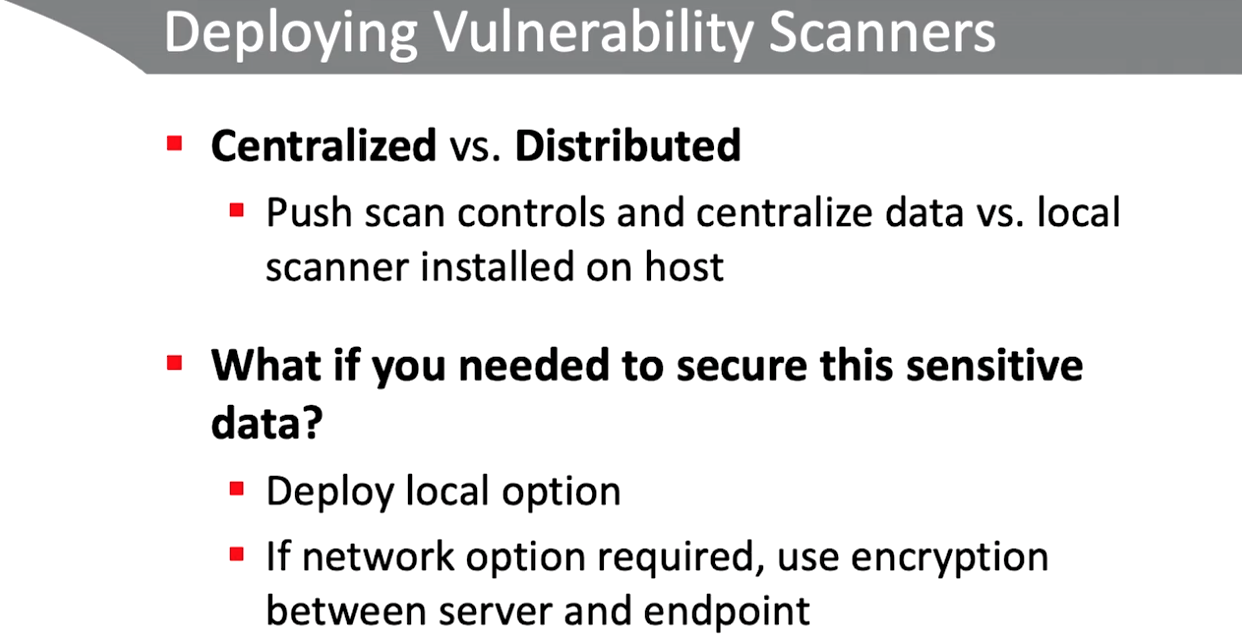 Deploying Vulnerability Scanners
Centralized vs. Distributed
Push scan controls and centralize data vs. local
scanner installed on host
What if you needed to secure this sensitive
data?
Deploy local option
If network option required, use encryption
between server and endpoint